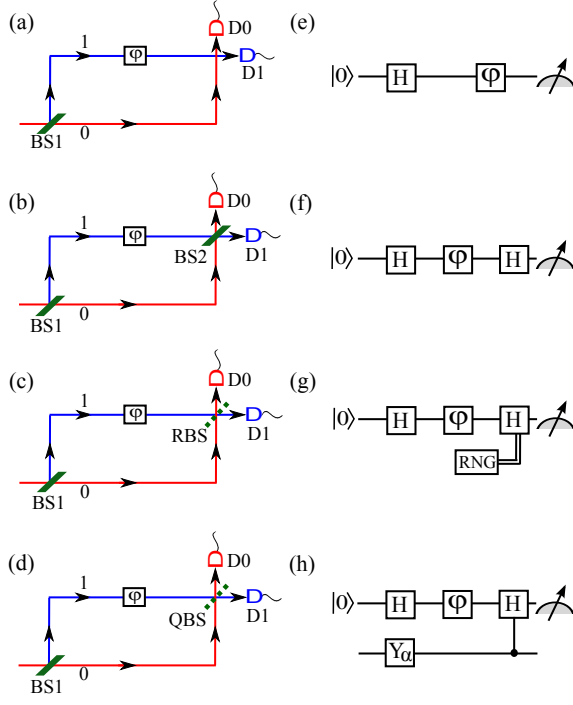 (a)
1
φ
D0
D1
BS1
0
(e)
|0⟩ H φ
(b)
1
φ
D0
BS2
D1
BS1
0
(f)
|0⟩ H φ H
(c)
1
φ
D0
RBS
D1
BS1
0
(g)
|0⟩ H φ H
RNG
(d)
1
φ
D0
QBS
D1
BS1
0
(h)
|0⟩ H φ H
Yα